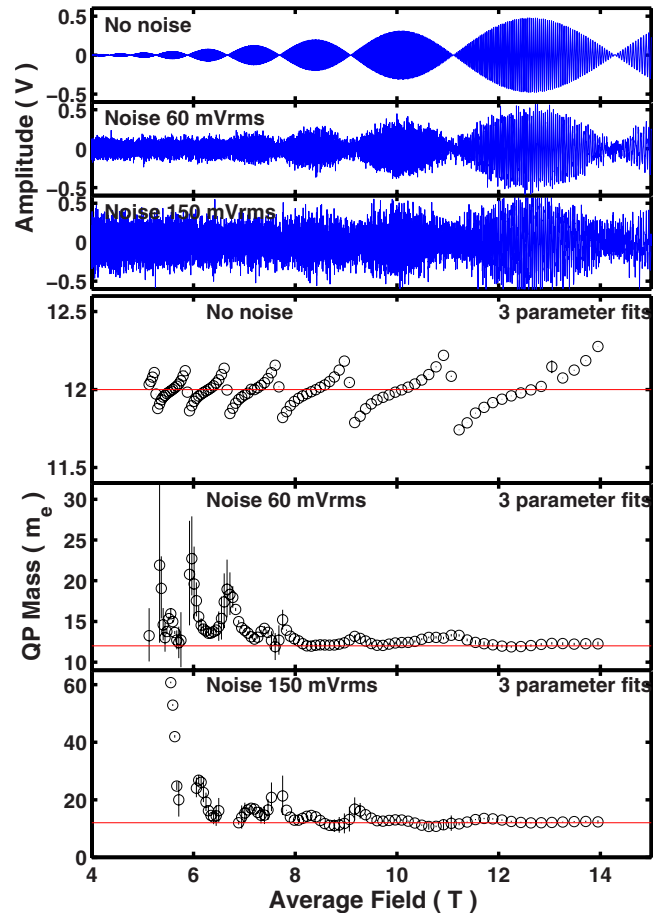 0.5
No noise
0
−0.5
Noise 60 mVrms
0
−0.5
0.5
Noise 150 mVrms
0
−0.5
Amplitude ( V )
12.5
No noise 3 parameter fits
12
11.5
30
Noise 60 mVrms 3 parameter fits
25
20
15
10
QP Mass ( me )
60
Noise 150 mVrms 3 parameter fits
40
20
0
4 6 8 10 12 14
Average Field ( T )